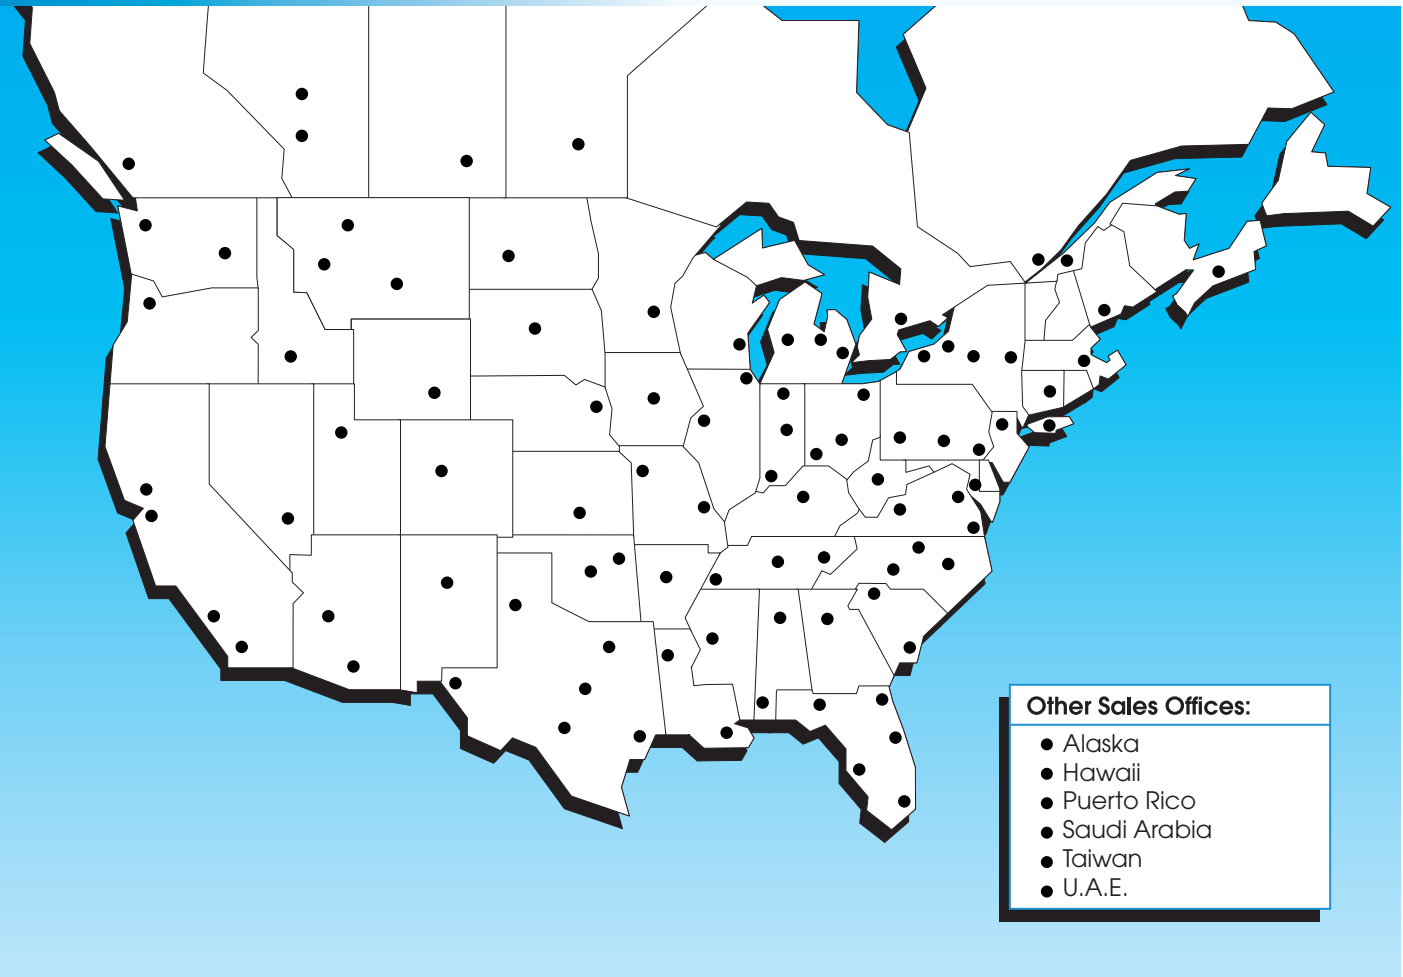 Other Sales Offices:
● Alaska
● Hawaii
● Puerto Rico
● Saudi Arabia
● Taiwan
● U.A.E.